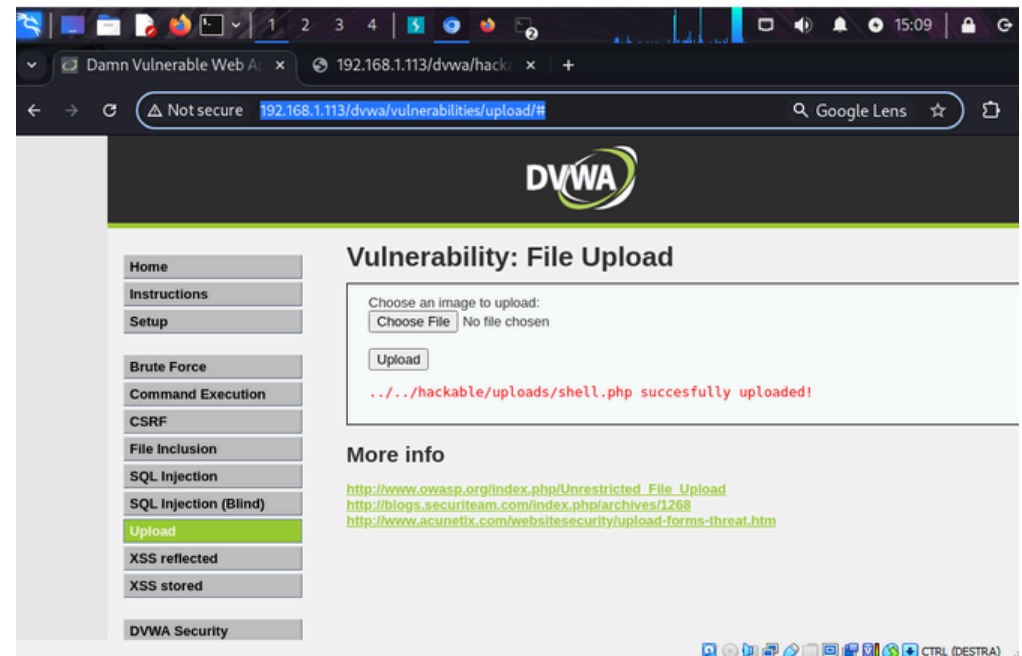 1 2 3 4 15:09
Damn Vulnerable Web A
192.168.1.113/dvwa/hacka
Not secure 192.168.1.113/dvwa/vulnerabilities/upload/# Google Lens
DVWA
Home
Instructions
Setup
Brute Force
Command Execution
CSRF
File Inclusion
SQL Injection
SQL Injection (Blind)
Upload
XSS reflected
XSS stored
DVWA Security
Vulnerability: File Upload
Choose an image to upload:
Choose File No file chosen
Upload
../../hackable/uploads/shell.php succesfully uploaded!
More info
http://www.owasp.org/index.php/Unrestricted_File_Upload
http://blogs.securiteam.com/index.php/archives/1268
http://www.acunetix.com/websitesecurity/upload-forms-threat.htm
CTRL (DESTRA)